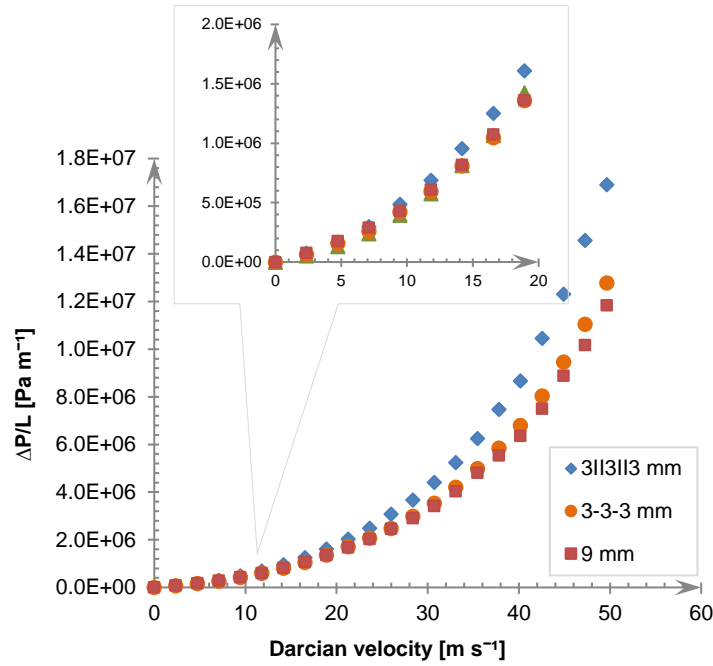 2.0E+06
1.5E+06
1.0E+06
5.0E+05
0.0E+00
0 5 10 15 20
1.8E+07
1.6E+07
1.4E+07
1.2E+07
1.0E+07
8.0E+06
6.0E+06
4.0E+06
2.0E+06
0.0E+00
ΔP/L [Pa m⁻¹]
3II3II3 mm
3-3-3 mm
9 mm
0 10 20 30 40 50 60
Darcian velocity [m s⁻¹]